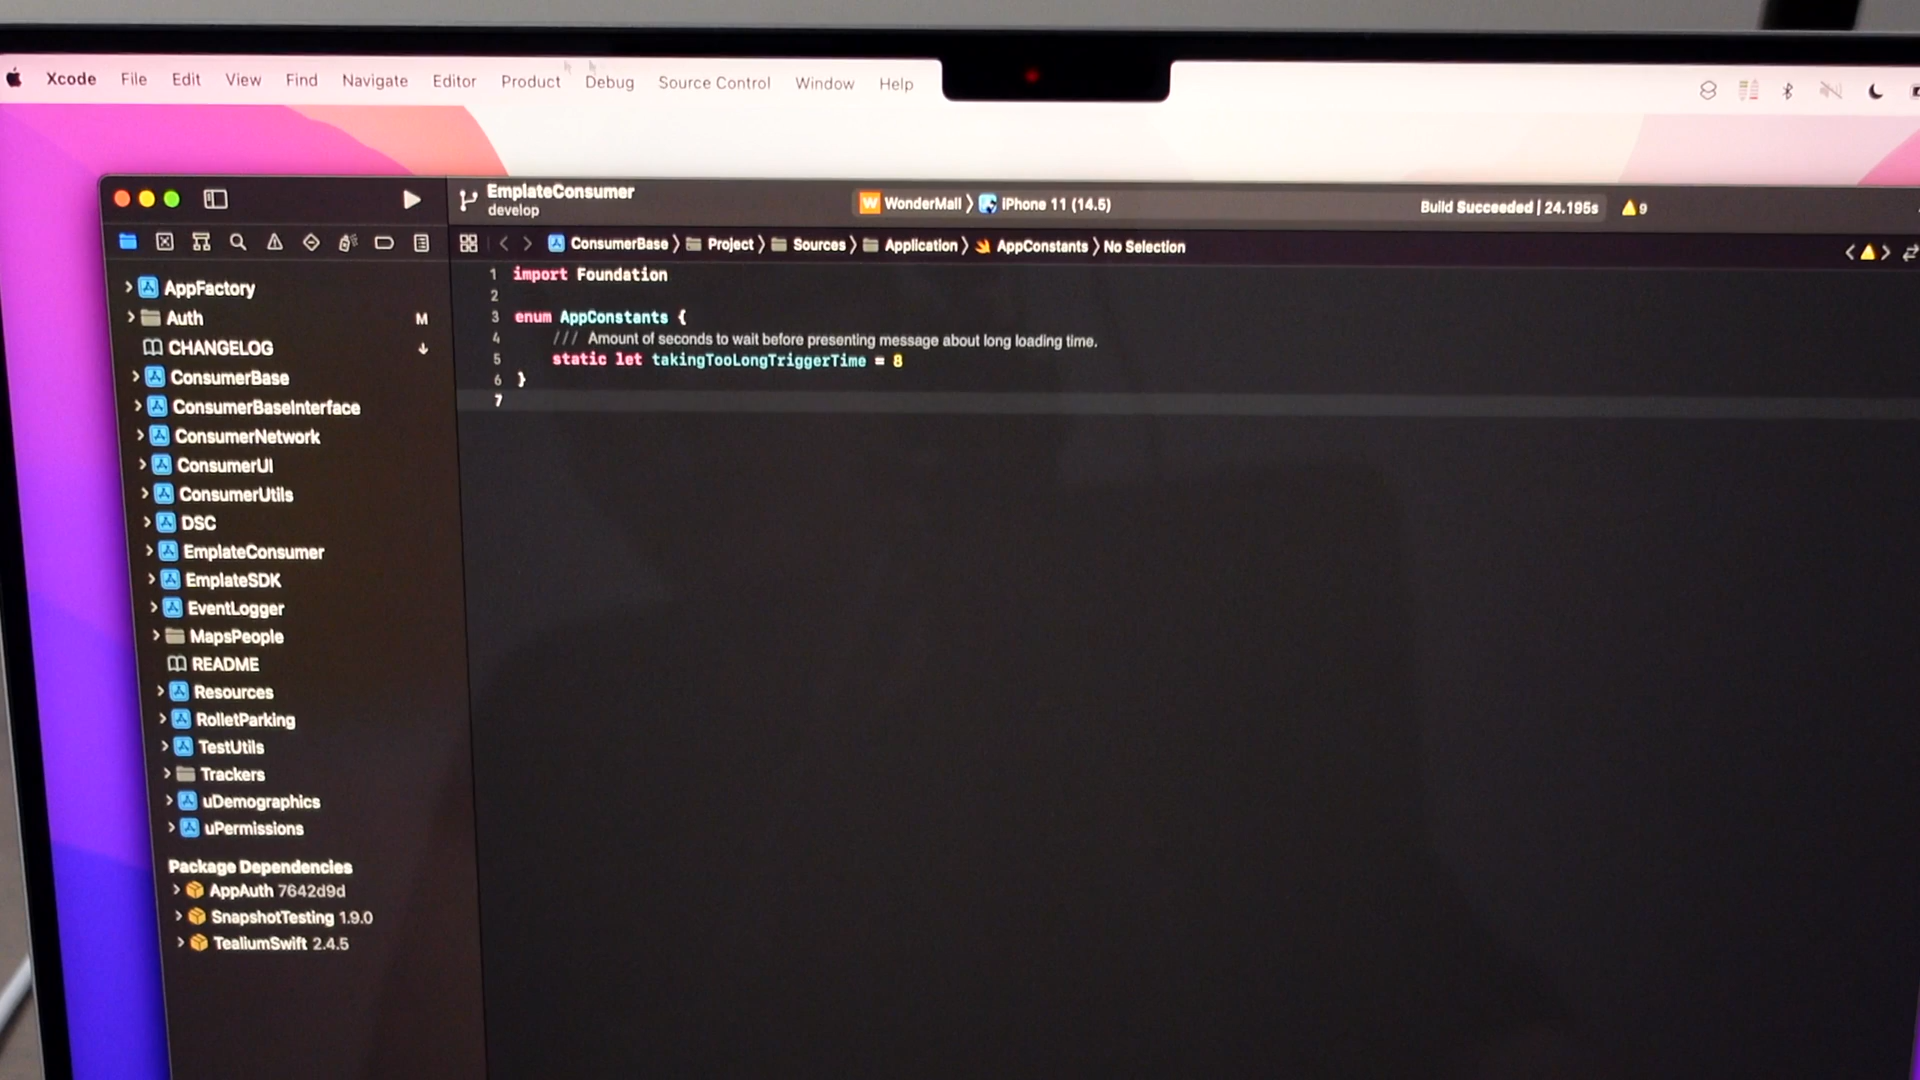 Xcode File Edit View Find Navigate Editor Product Debug Source Control Window Help
EmplateConsumer
develop
WonderMall iPhone 11 (14.5)
Build Succeeded | 24.195s 9
ConsumerBase Project Sources Application AppConstants No Selection
AppFactory
Auth M
CHANGELOG
ConsumerBase
ConsumerBaseInterface
ConsumerNetwork
ConsumerUI
ConsumerUtils
DSC
EmplateConsumer
EmplateSDK
EventLogger
MapsPeople
README
Resources
RolletParking
TestUtils
Trackers
uDemographics
uPermissions
Package Dependencies
AppAuth 7642d9d
SnapshotTesting 1.9.0
TealiumSwift 2.4.5
1 import Foundation
2
3 enum AppConstants {
4 /// Amount of seconds to wait before presenting message about long loading time.
5 static let takingTooLongTriggerTime = 8
6 }
7